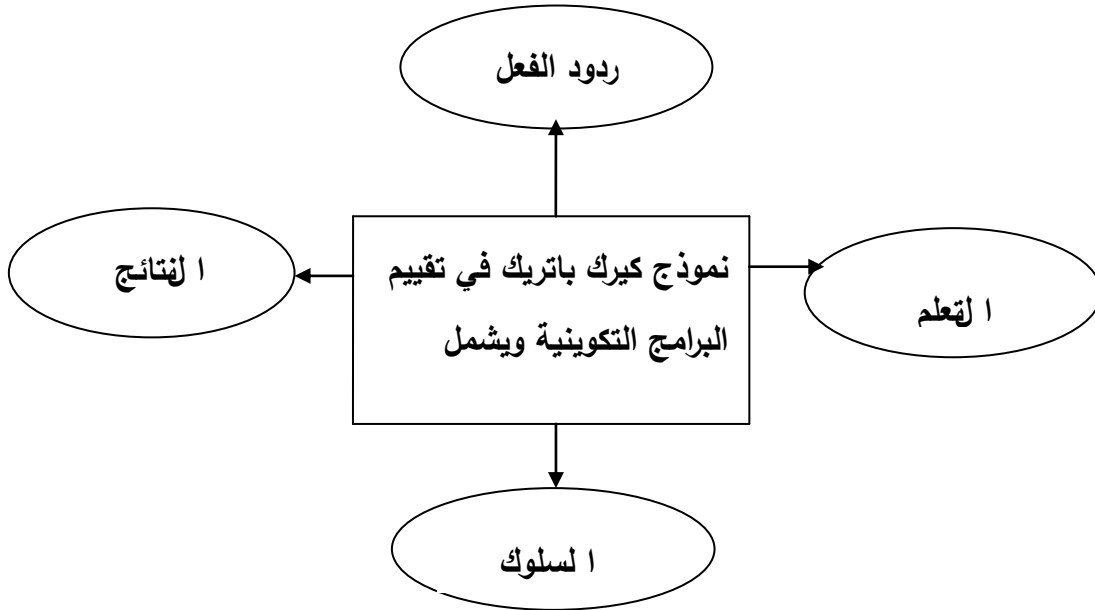 ردود الفعل
نموذج كيرك باتريك في تقييم
البرامج التكوينية ويشمل
ا لنتائج
ا لتعلم
ا لسلوك